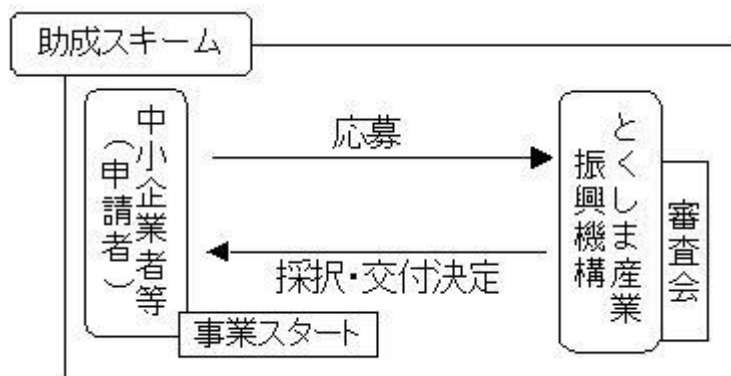 助成スキーム
中小企業者等
（申請者）
応募
採択・交付決定
事業スタート
とくしま産業
振興機構
審査会